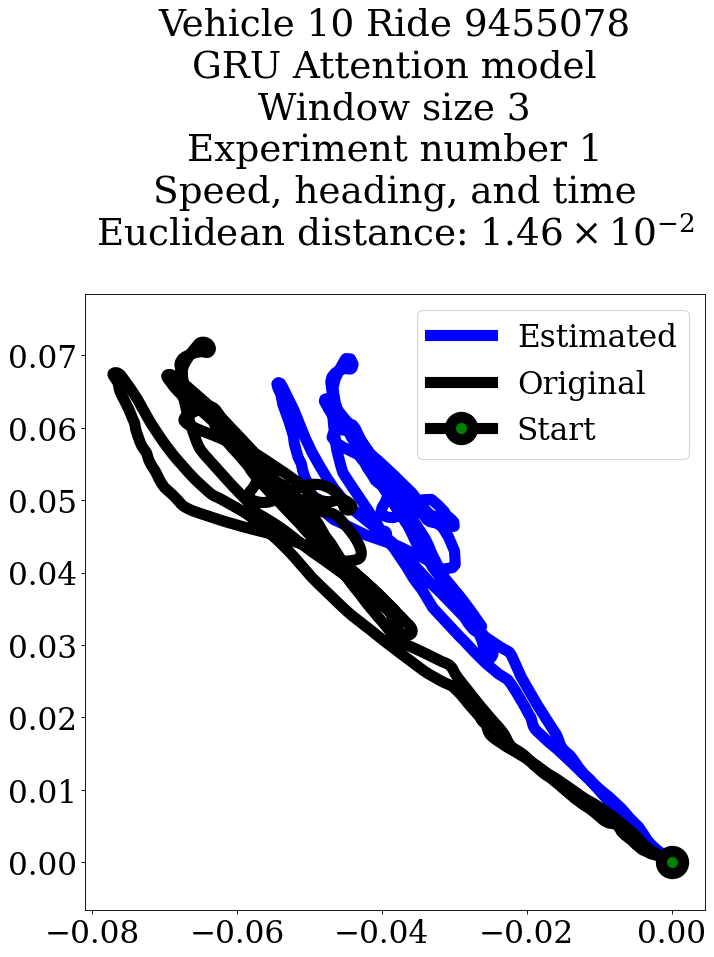 Vehicle 10 Ride 9455078
GRU Attention model
Window size 3
Experiment number 1
Speed, heading, and time
Euclidean distance: 1.46 × 10⁻²
Estimated
Original
Start
0.07
0.06
0.05
0.04
0.03
0.02
0.01
0.00
−0.08 −0.06 −0.04 −0.02 0.00